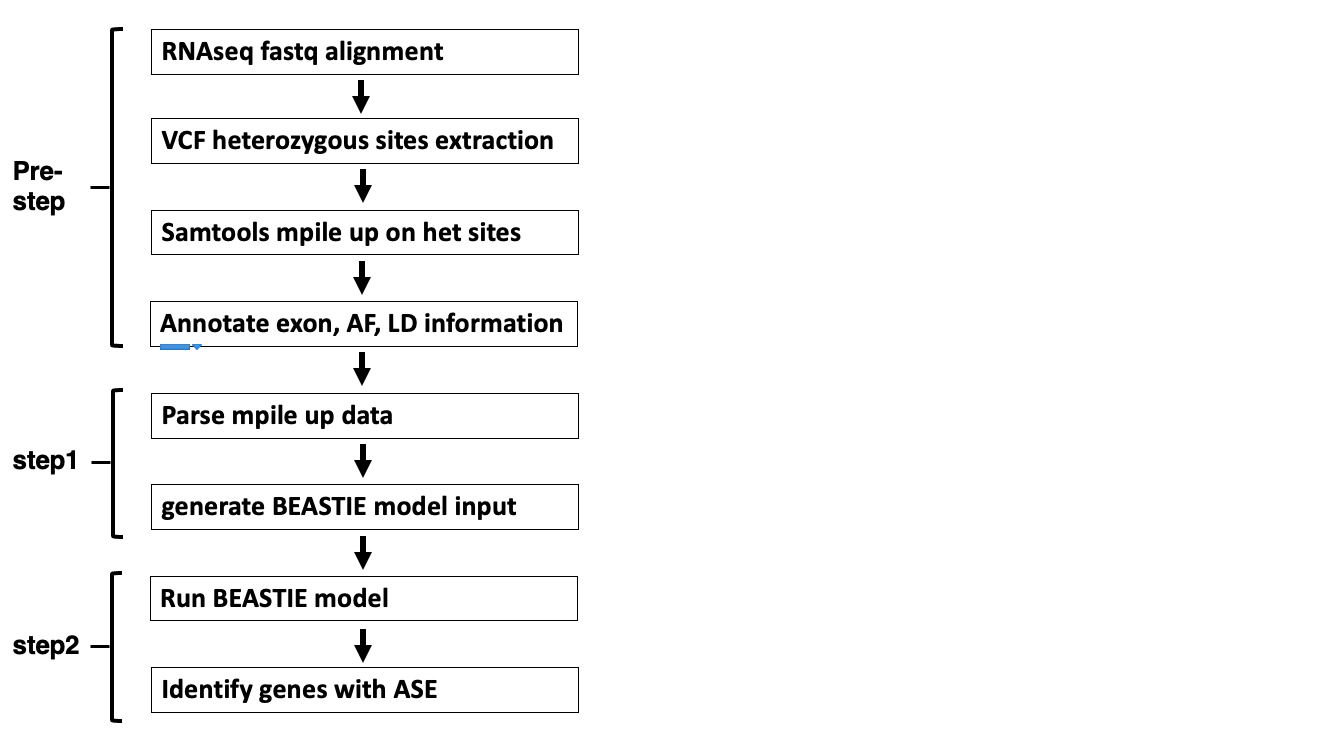 RNAseq fastq alignment
VCF heterozygous sites extraction
Pre-
step
Samtools mpile up on het sites
Annotate exon, AF, LD information
Parse mpile up data
step1
generate BEASTIE model input
Run BEASTIE model
step2
Identify genes with ASE